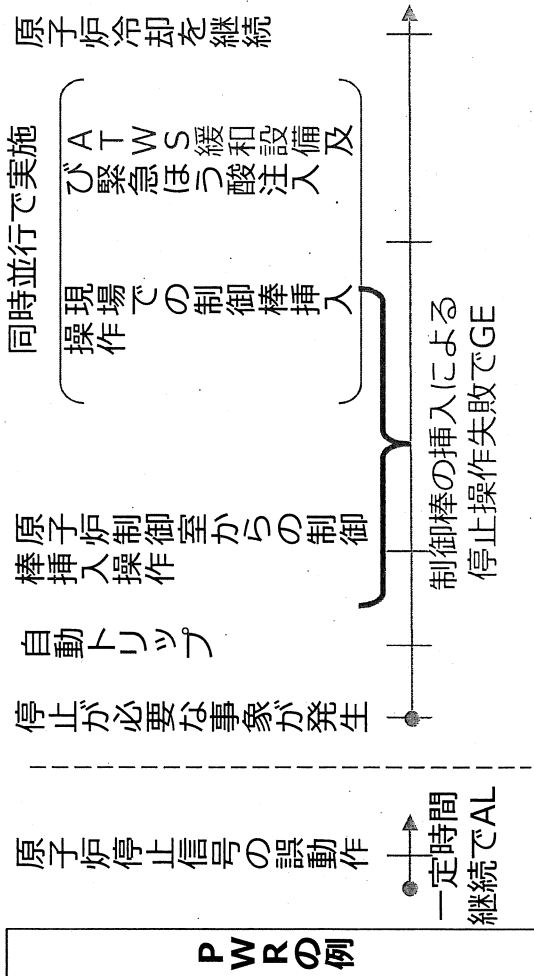 PWRの例
原子炉停止信号の誤動作
一定時間
継続でAL
停止が必要な事象が発生
自動トリップ
原子炉制御室からの制御
棒挿入操作
同時並行で実施
現場での制御棒挿入
操作
ATWS緩和設備及
び緊急ほう酸注入
原子炉冷却を継続
制御棒の挿入による
停止操作失敗でGE